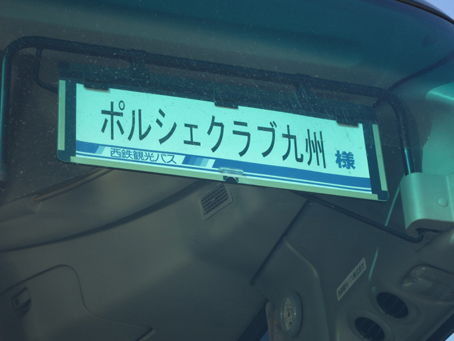 ポルシェクラブ九州 様
西鉄観光バス